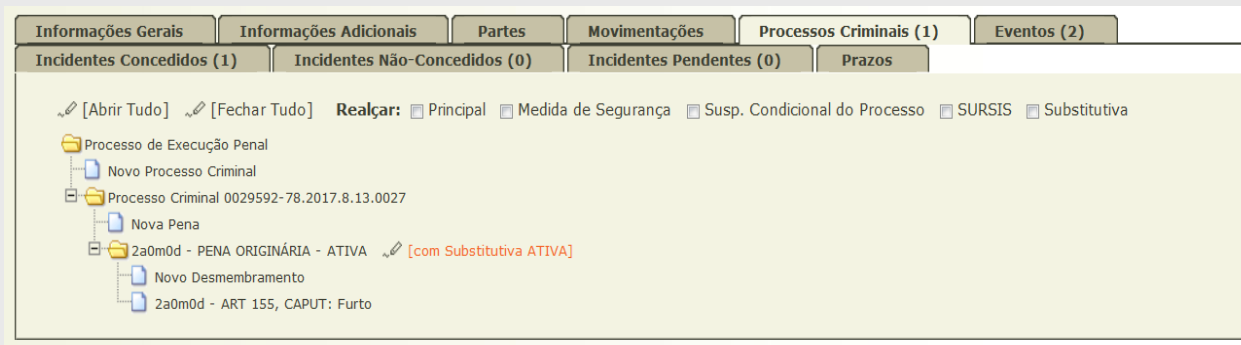 Informações Gerais Informações Adicionais Partes Movimentações Processos Criminais (1) Eventos (2)
Incidentes Concedidos (1) Incidentes Não-Concedidos (0) Incidentes Pendentes (0) Prazos
[Abrir Tudo] [Fechar Tudo] Realçar: Principal Medida de Segurança Susp. Condicional do Processo SURSIS Substitutiva
Processo de Execução Penal
Novo Processo Criminal
Processo Criminal 0029592-78.2017.8.13.0027
Nova Pena
2a0m0d - PENA ORIGINÁRIA - ATIVA [com Substitutiva ATIVA]
Novo Desmembramento
2a0m0d - ART 155, CAPUT: Furto